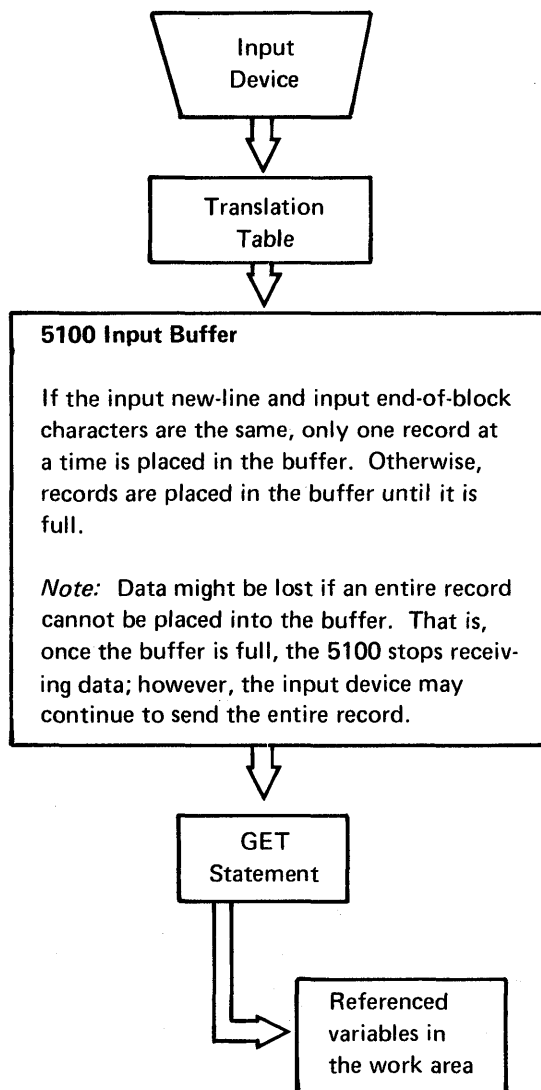 Input
Device
Translation
Table
5100 Input Buffer
If the input new-line and input end-of-block
characters are the same, only one record at
a time is placed in the buffer. Otherwise,
records are placed in the buffer until it is
full.
Note: Data might be lost if an entire record
cannot be placed into the buffer. That is,
once the buffer is full, the 5100 stops receiv-
ing data; however, the input device may
continue to send the entire record.
GET
Statement
Referenced
variables in
the work area